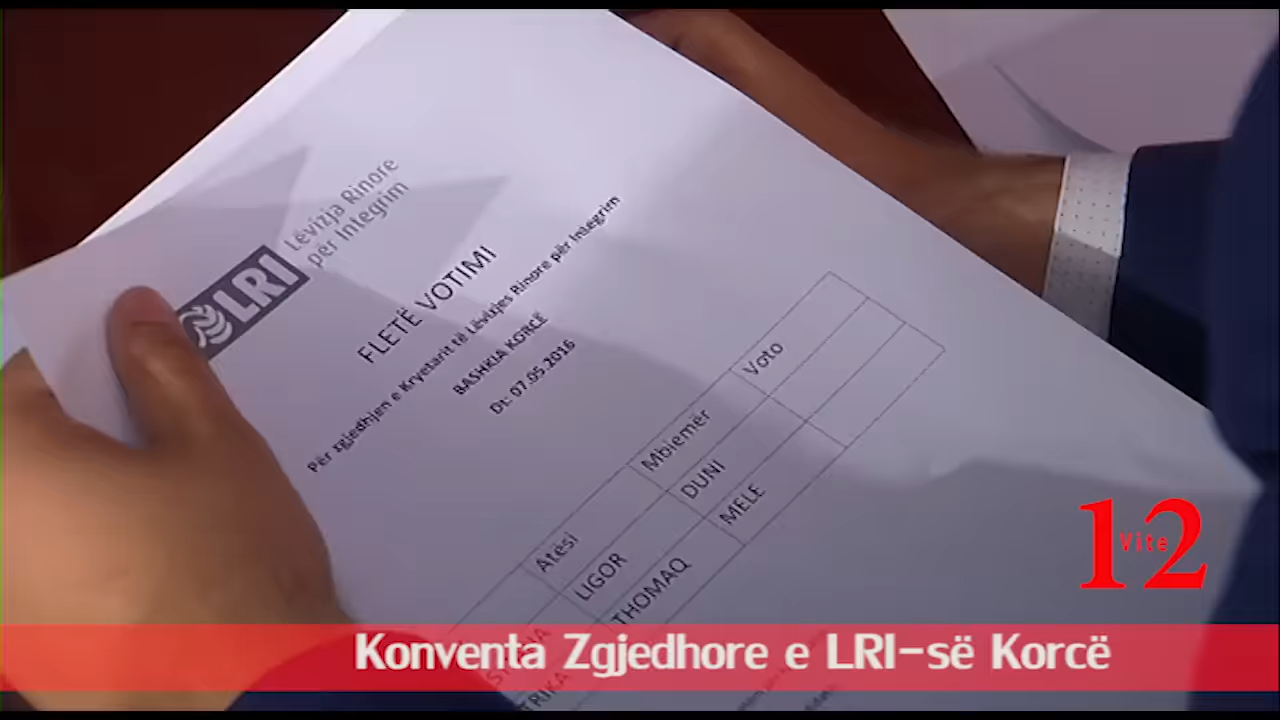 LRI
Lëvizja Rinore
për Integrim
FLETË VOTIMI
Për zgjedhjen e Kryetarit të Lëvizjes Rinore për Integrim
BASHKIA KORCË
Dt: 07.05.2016
Atësi Mbiemër Voto
LIGOR DUNI
THOMAQ MELE
12
Vite
Konventa Zgjedhore e LRI-së Korcë